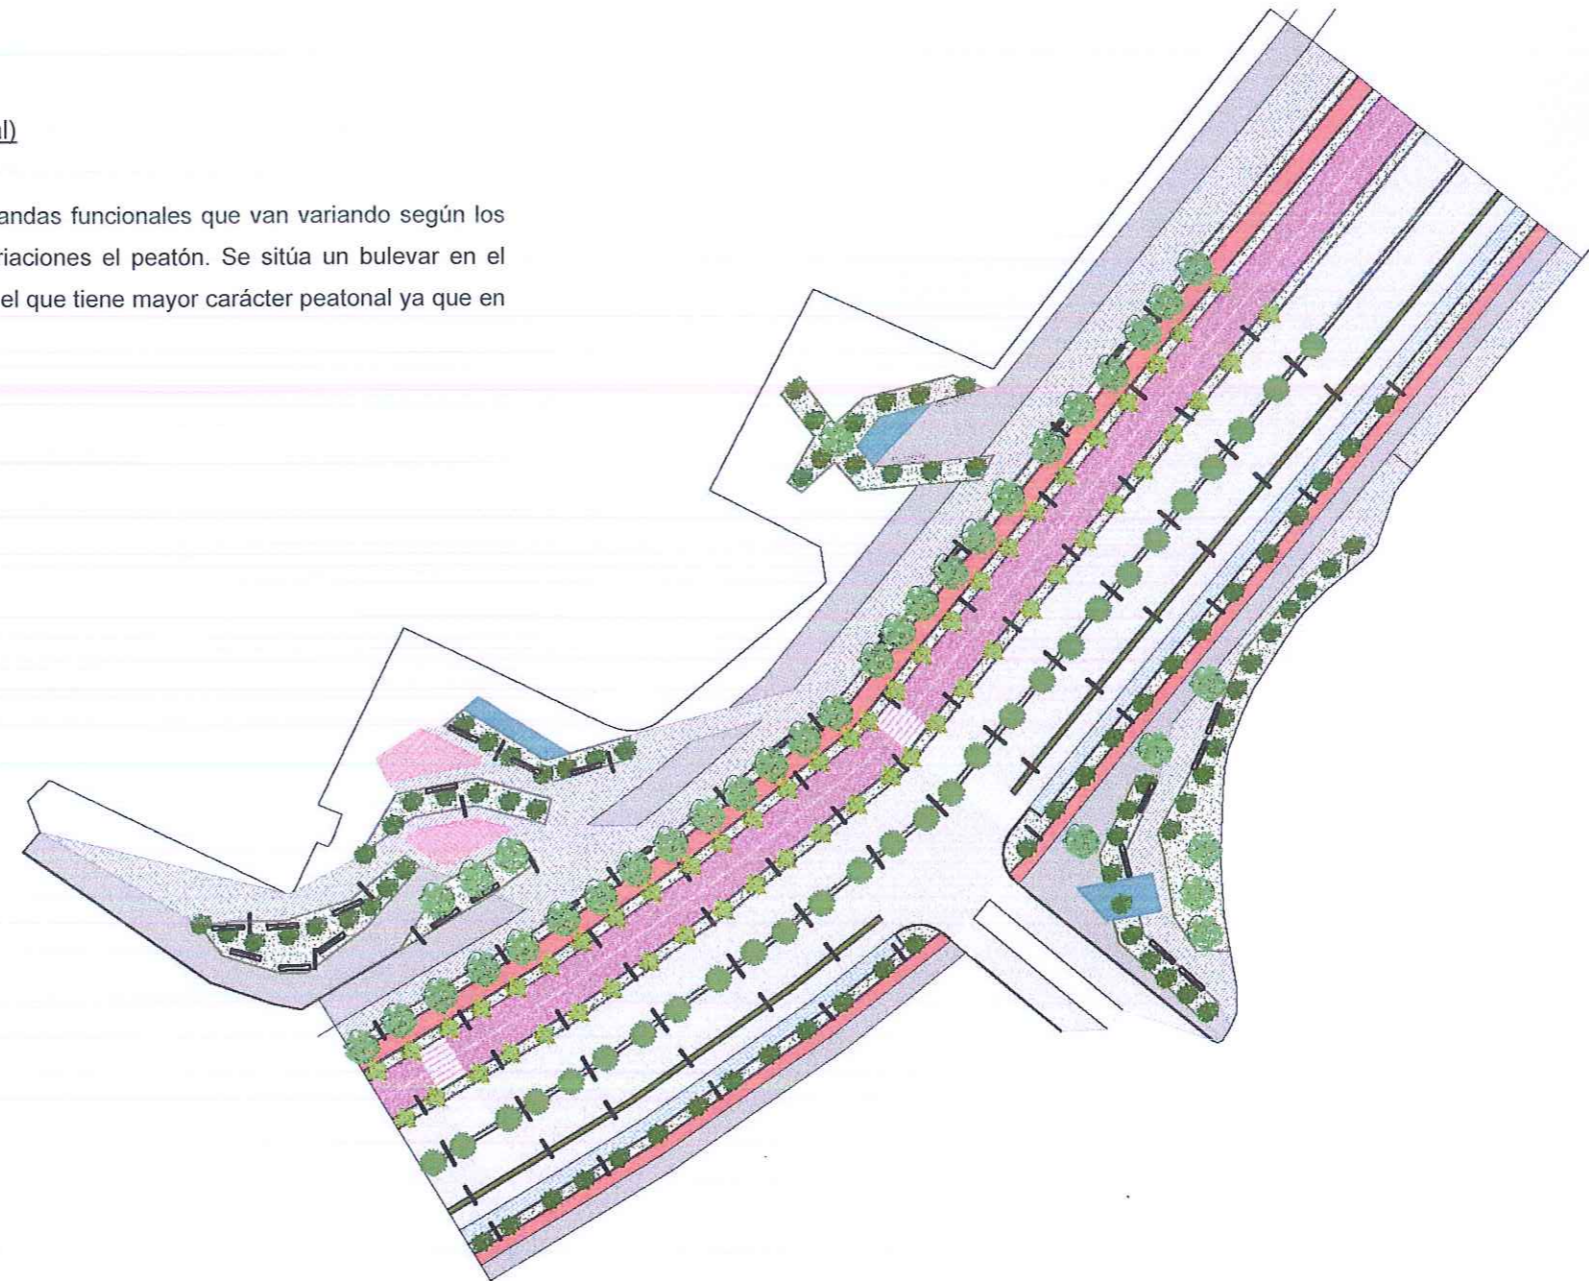 al)
andas funcionales que van variando según los
riaciones el peatón. Se sitúa un bulevar en el
el que tiene mayor carácter peatonal ya que en